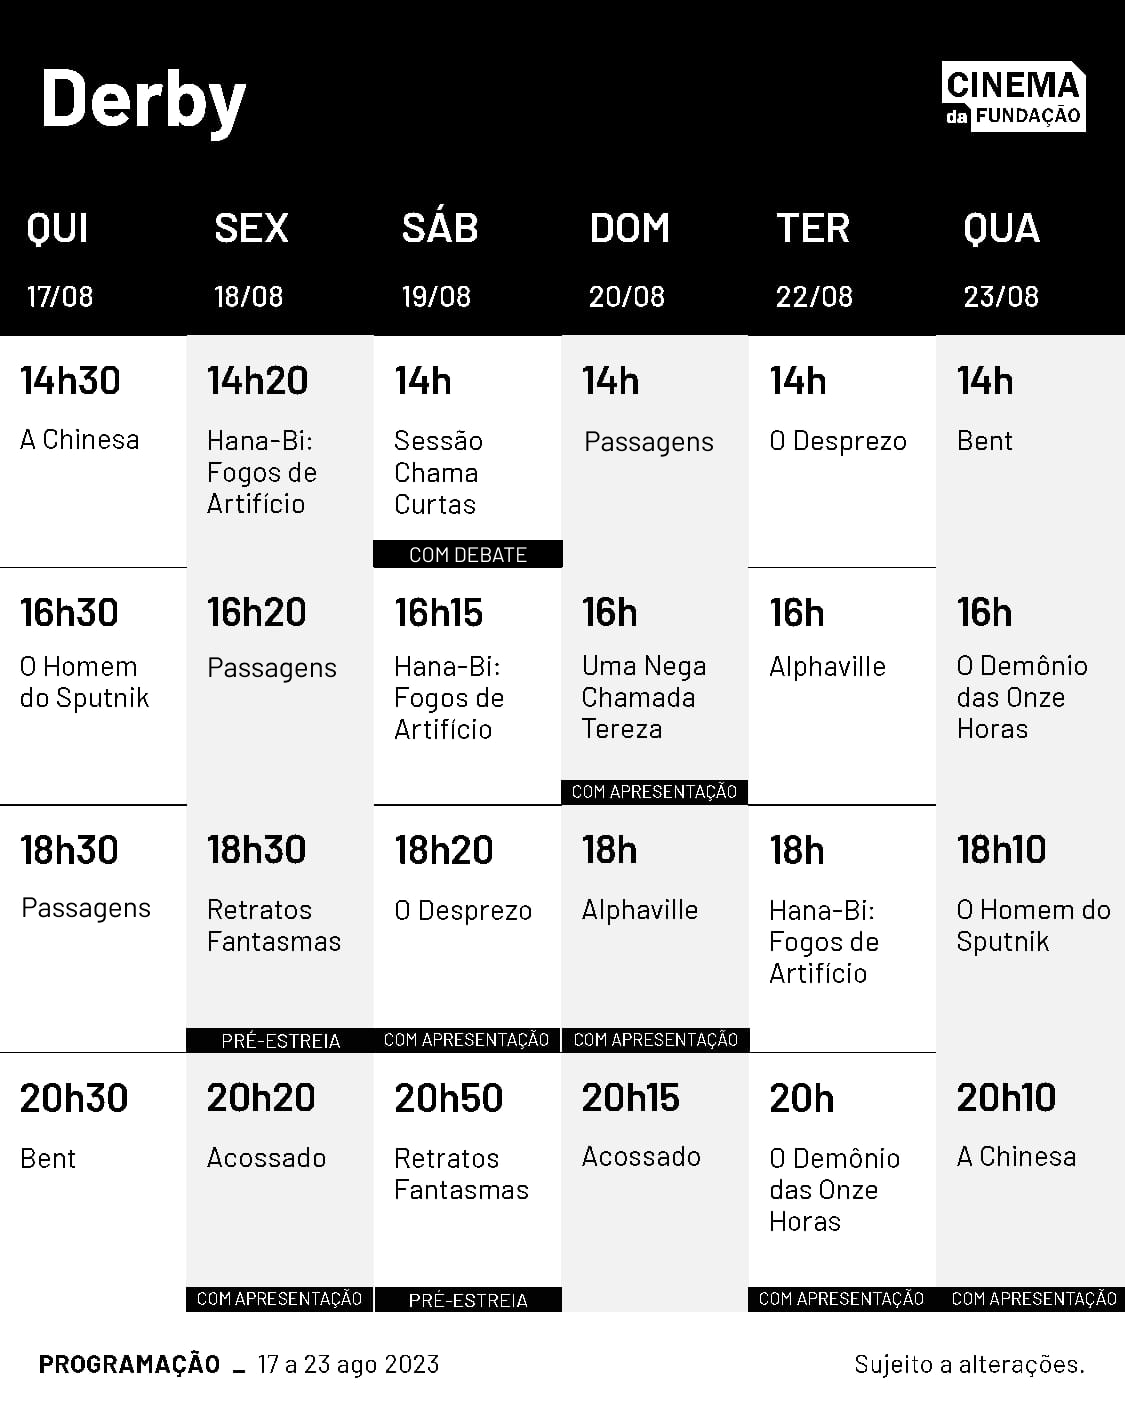 Derby
CINEMA
da FUNDAÇÃO
QUI
SEX
SÁB
DOM
TER
QUA
17/08
18/08
19/08
20/08
22/08
23/08
14h30
A Chinesa
14h20
Hana-Bi:
Fogos de
Artifício
14h
Sessão
Chama
Curtas
COM DEBATE
14h
Passagens
14h
O Desprezo
14h
Bent
16h30
O Homem
do Sputnik
16h20
Passagens
16h15
Hana-Bi:
Fogos de
Artifício
16h
Uma Nega
Chamada
Tereza
COM APRESENTAÇÃO
16h
Alphaville
16h
O Demônio
das Onze
Horas
18h30
Passagens
18h30
Retratos
Fantasmas
PRÉ-ESTREIA
18h20
O Desprezo
COM APRESENTAÇÃO
18h
Alphaville
COM APRESENTAÇÃO
18h
Hana-Bi:
Fogos de
Artifício
18h10
O Homem do
Sputnik
20h30
Bent
20h20
Acossado
COM APRESENTAÇÃO
20h50
Retratos
Fantasmas
PRÉ-ESTREIA
20h15
Acossado
20h
O Demônio
das Onze
Horas
COM APRESENTAÇÃO
20h10
A Chinesa
COM APRESENTAÇÃO
PROGRAMAÇÃO _ 17 a 23 ago 2023
Sujeito a alterações.